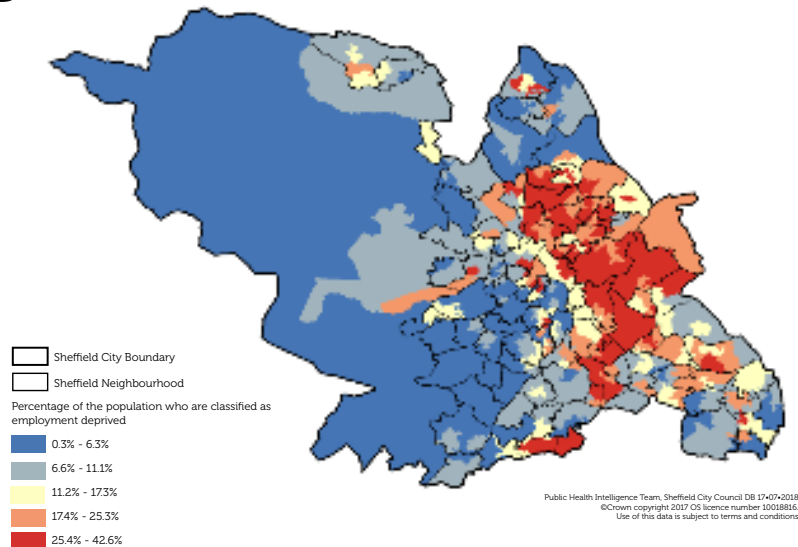 Sheffield City Boundary
Sheffield Neighbourhood
Percentage of the population who are classified as
employment deprived
0.3% - 6.3%
6.6% - 11.1%
11.2% - 17.3%
17.4% - 25.3%
25.4% - 42.6%
Public Health Intelligence Team, Sheffield City Council DB 17•07•2018
©Crown copyright 2017 OS licence number 10018816.
Use of this data is subject to terms and conditions